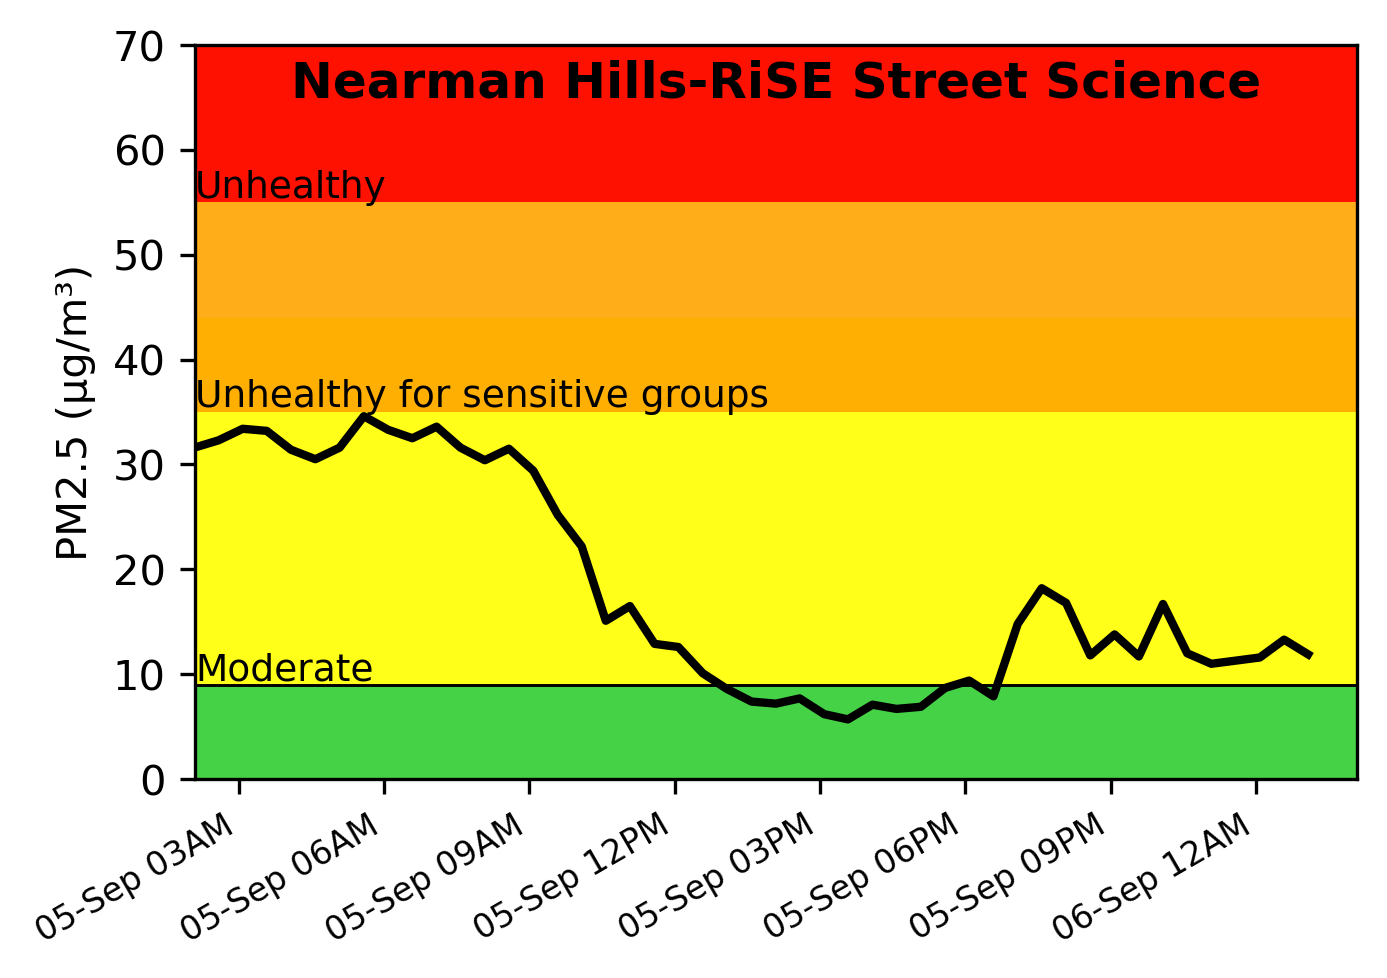 Nearman Hills-RiSE Street Science
70
60
Unhealthy
50
40
Unhealthy for sensitive groups
30
20
Moderate
10
0
PM2.5 (µg/m³)
05-Sep 03AM
05-Sep 06AM
05-Sep 09AM
05-Sep 12PM
05-Sep 03PM
05-Sep 06PM
05-Sep 09PM
06-Sep 12AM